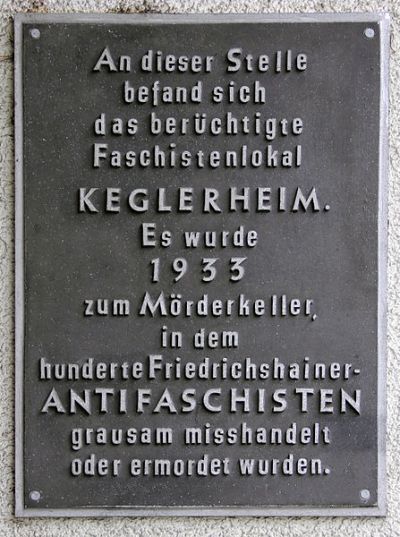 An dieser Stelle
befand sich
das berüchtigte
Faschistenlokal
KEGLERHEIM.
Es wurde
1933
zum Mörderkeller,
in dem
hunderte Friedrichshainer-
ANTIFASCHISTEN
grausam misshandelt
oder ermordet wurden.